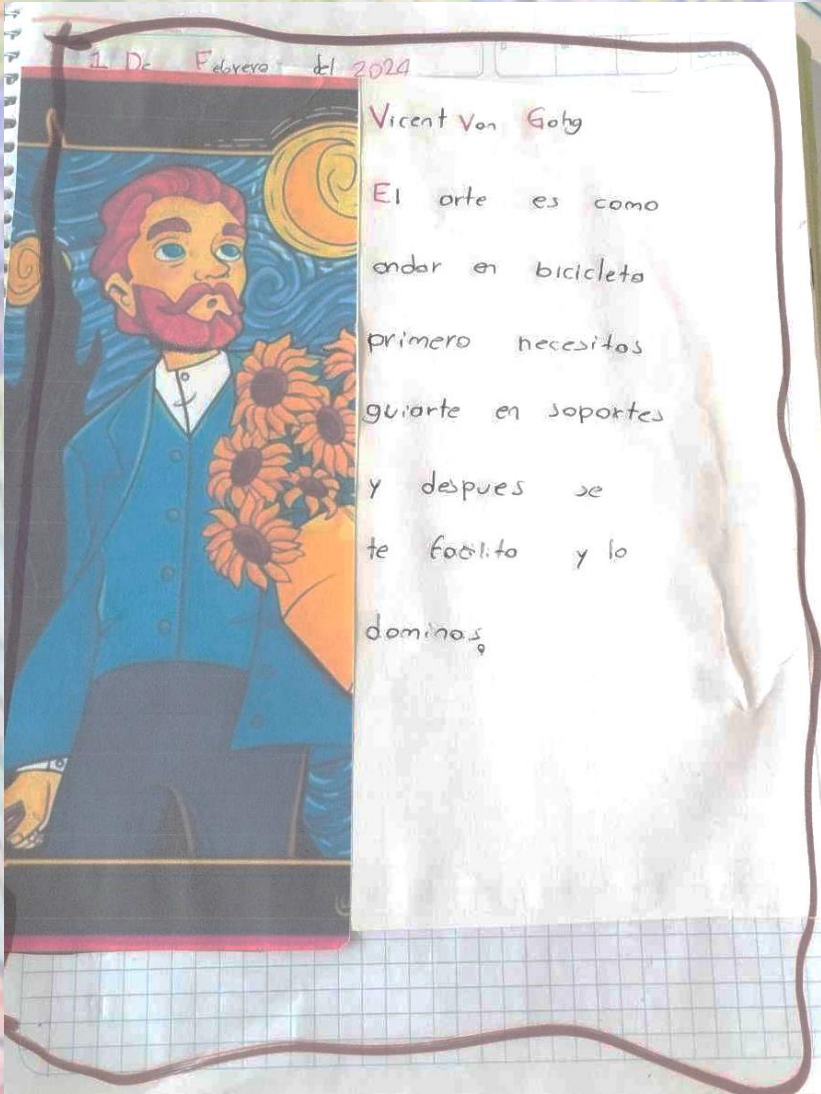 1 De Febrero del 2024
Vicent Van Gohg
El arte es como
andar en bicicleta
primero necesitas
guiarte en soportes
y despues se
te facilita y lo
dominas.